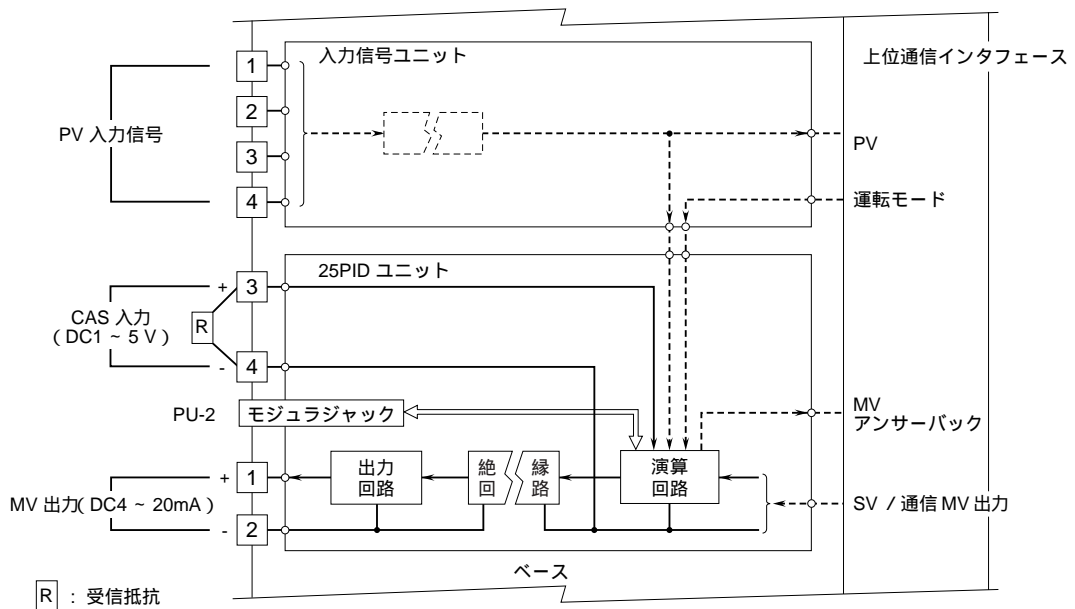 入力信号ユニット
上位通信インタフェース
1
2
3
4
PV 入力信号
PV
運転モード
25PID ユニット
+ 3
CAS 入力
( DC1 ~ 5 V )
R
- 4
PU-2 モジュラジャック
MV
アンサーバック
+ 1
出力
回路
絶 縁
回 路
演算
回路
MV 出力( DC4 ~ 20mA )
SV / 通信 MV 出力
- 2
ベース
R : 受信抵抗